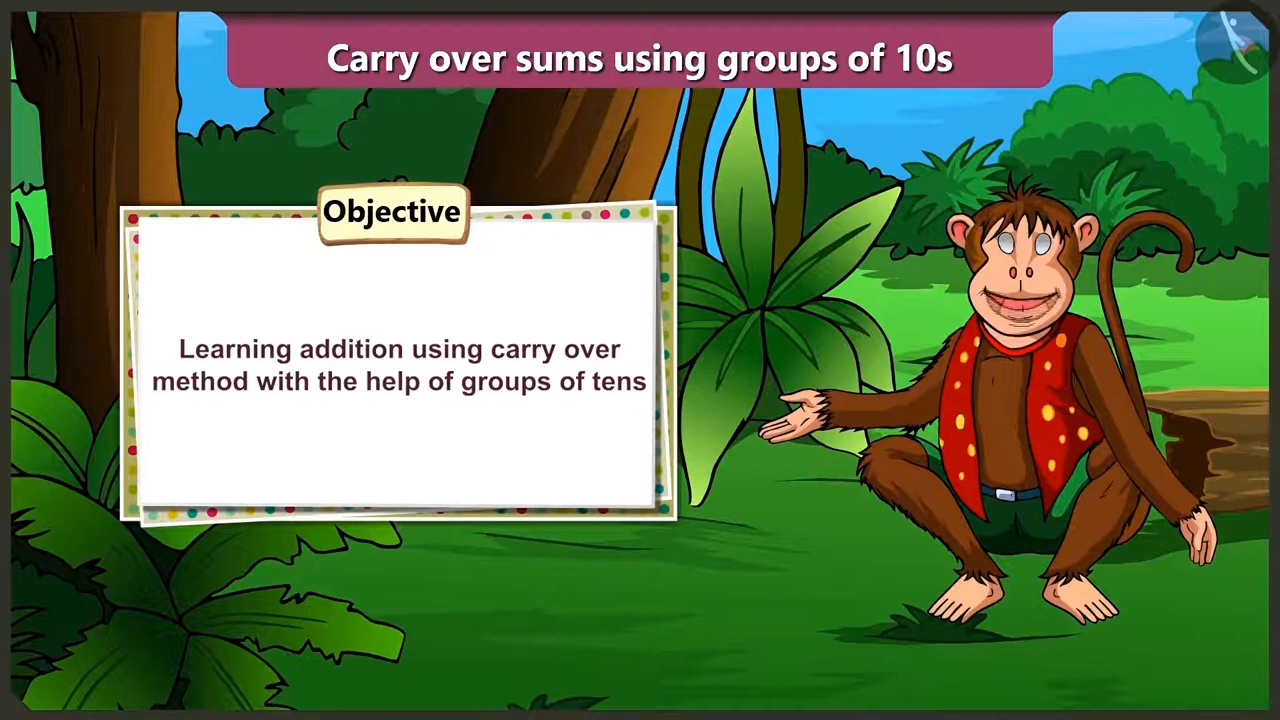 Carry over sums using groups of 10s
Objective
Learning addition using carry over
method with the help of groups of tens